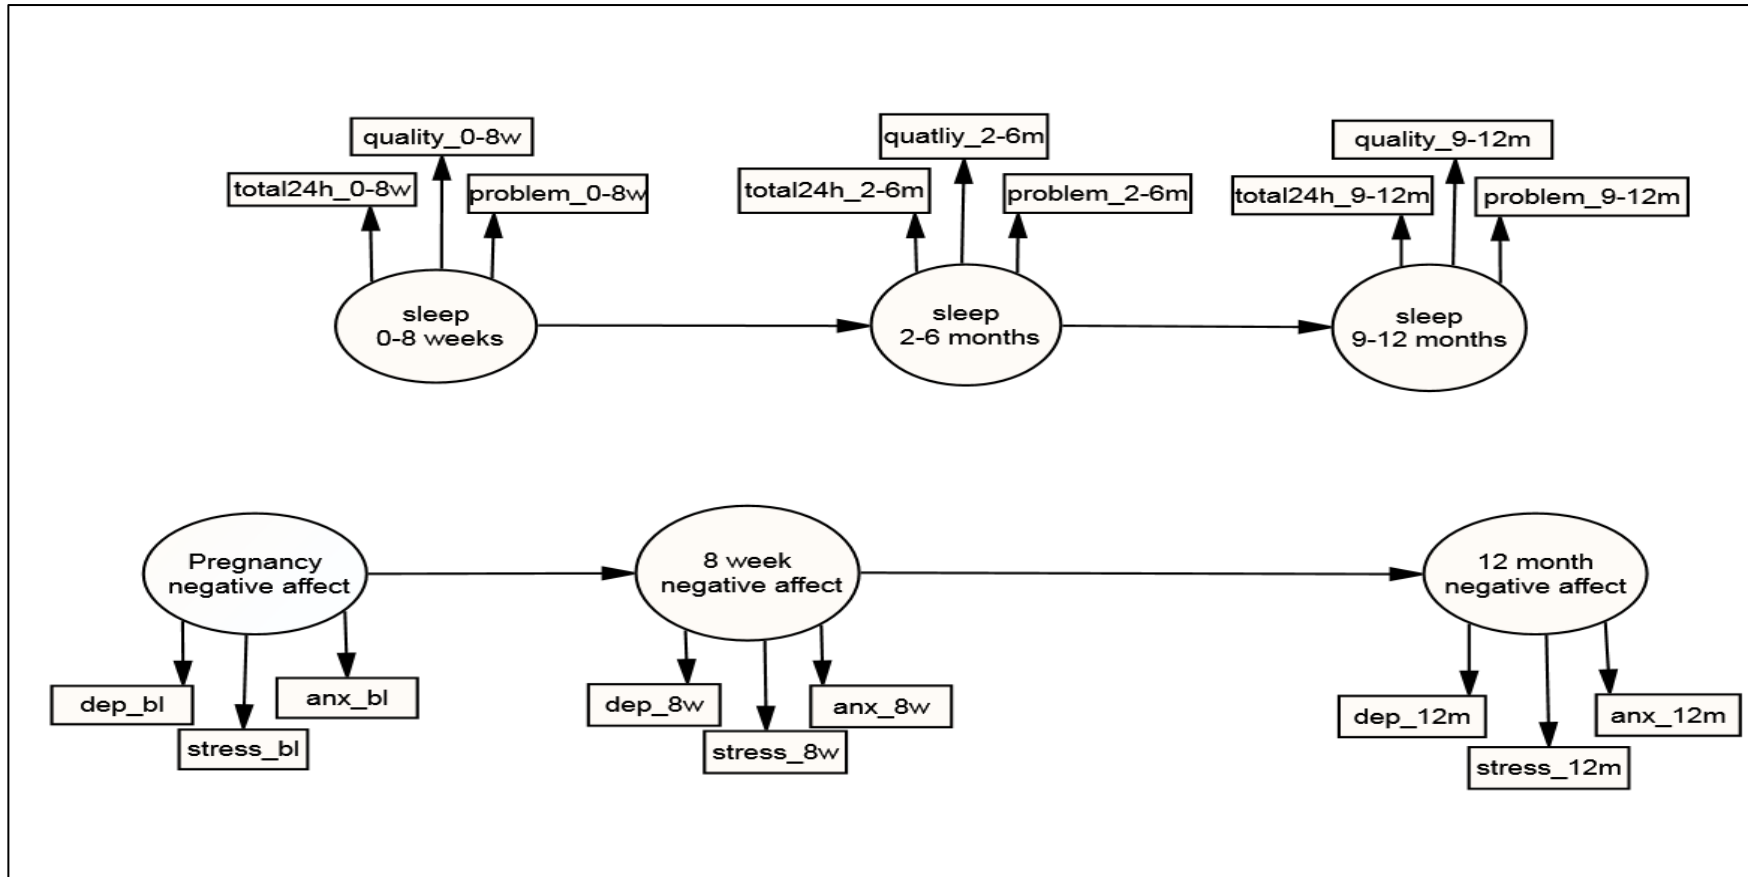 quality_0-8w
total24h_0-8w
problem_0-8w
quatliy_2-6m
total24h_2-6m
problem_2-6m
quality_9-12m
total24h_9-12m
problem_9-12m
sleep
0-8 weeks
sleep
2-6 months
sleep
9-12 months
Pregnancy
negative affect
8 week
negative affect
12 month
negative affect
dep_bl
anx_bl
stress_bl
dep_8w
anx_8w
stress_8w
dep_12m
anx_12m
stress_12m